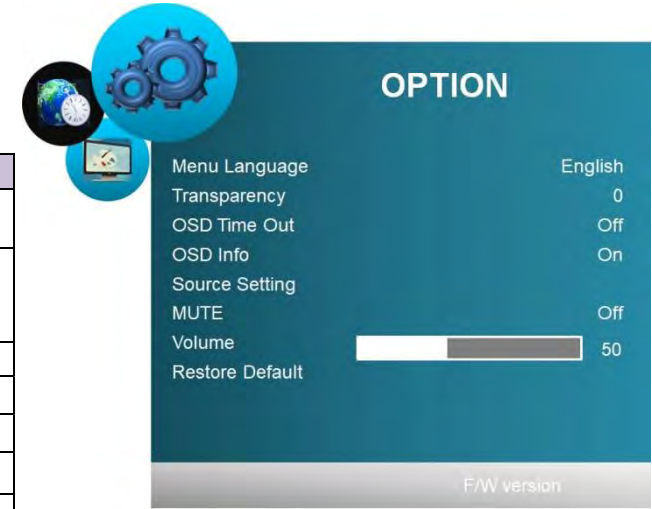 OPTION
Menu Language English
Transparency 0
OSD Time Out Off
OSD Info On
Source Setting
MUTE Off
Volume 50
Restore Default
F/W version